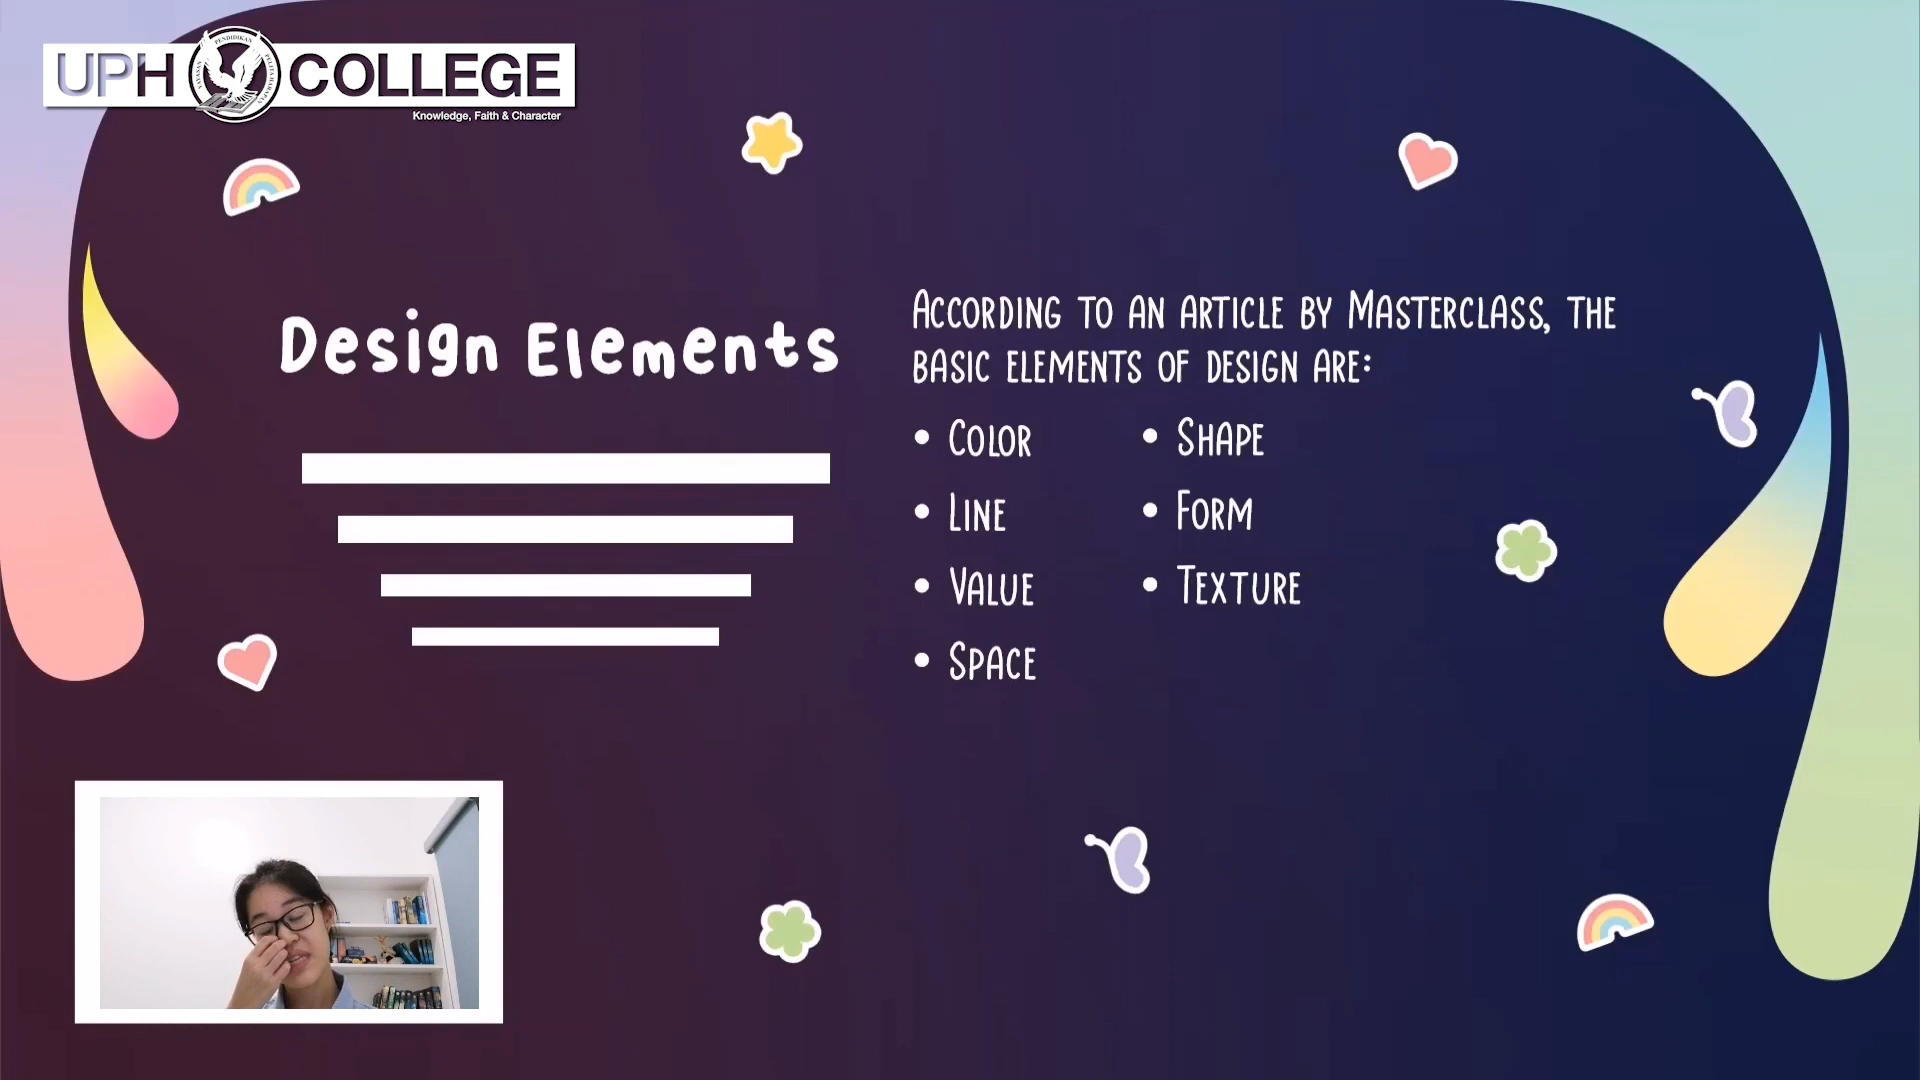 UPH COLLEGE
Knowledge, Faith & Character
Design Elements
According to an article by Masterclass, the
basic elements of design are:
• Color
• Line
• Value
• Space
• Shape
• Form
• Texture